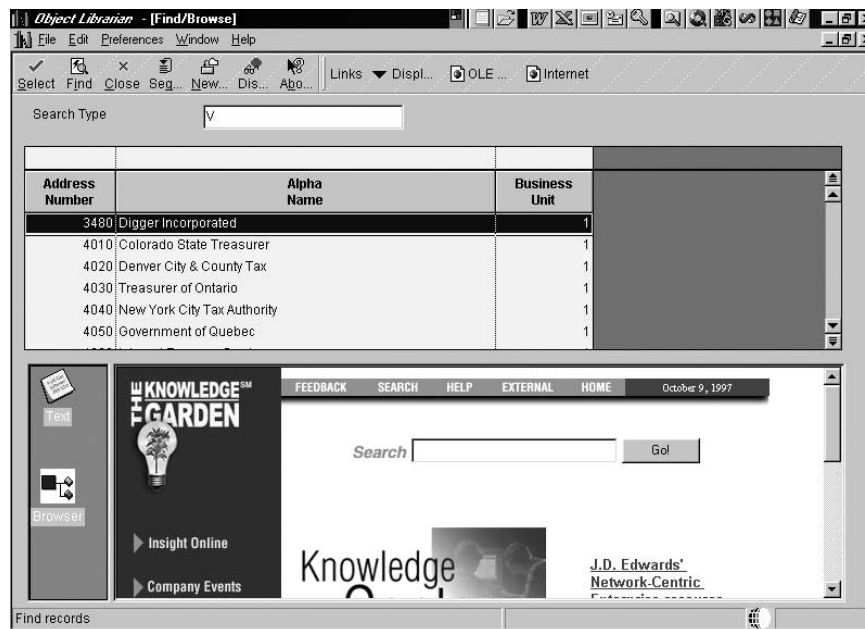 Object Librarian - [Find/Browse]
File Edit Preferences Window Help
Select Find Close Seq... New... Dis... Abo... Links Displ... OLE ... Internet
Search Type V
Address Number Alpha Name Business Unit
3480 Digger Incorporated 1
4010 Colorado State Treasurer 1
4020 Denver City & County Tax 1
4030 Treasurer of Ontario 1
4040 New York City Tax Authority 1
4050 Government of Quebec 1
Text
Browser
THE KNOWLEDGE SM GARDEN
FEEDBACK SEARCH HELP EXTERNAL HOME October 9, 1997
Search Go!
Insight Online
Company Events
Knowledge
J.D. Edwards'
Network-Centric
Find records